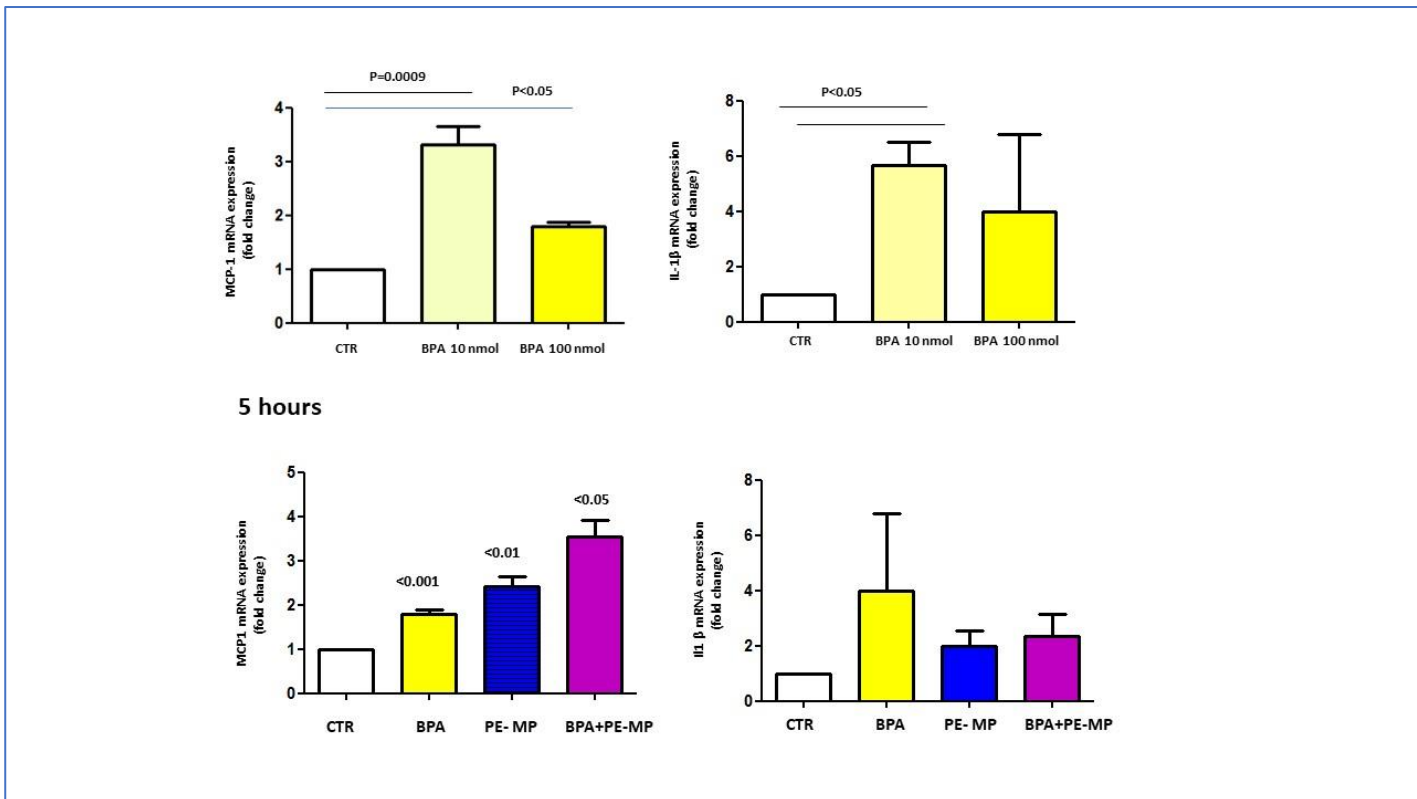 P=0.0009
P<0.05
MCP-1 mRNA expression
(fold change)
4
3
2
1
0
CTR
BPA 10 nmol
BPA 100 nmol
P<0.05
IL-1β mRNA expression
(fold change)
8
6
4
2
0
CTR
BPA 10 nmol
BPA 100 nmol
5 hours
MCP1 mRNA expression
(fold change)
5
4
3
2
1
0
<0.001
<0.01
<0.05
CTR
BPA
PE- MP
BPA+PE-MP
Il1 β mRNA expression
(fold change)
8
6
4
2
0
CTR
BPA
PE- MP
BPA+PE-MP